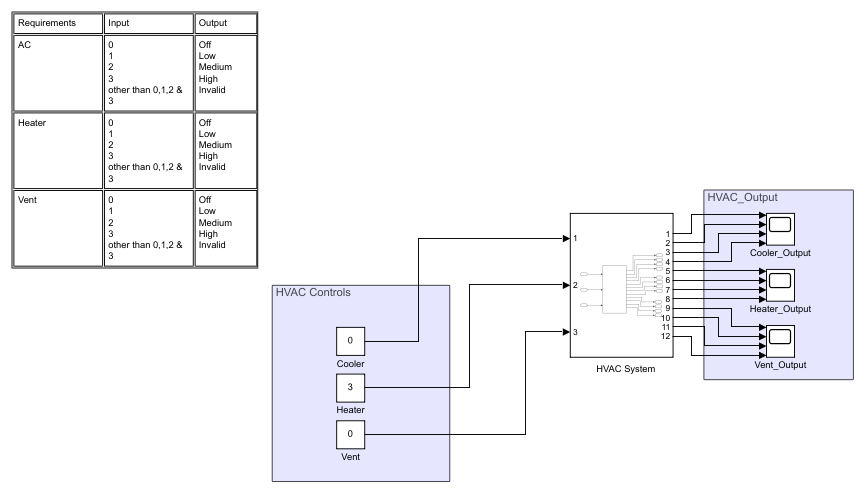 Requirements Input Output
AC 0 Off
1 Low
2 Medium
3 High
other than 0,1,2 & Invalid
3
Heater 0 Off
1 Low
2 Medium
3 High
other than 0,1,2 & Invalid
3
Vent 0 Off
1 Low
2 Medium
3 High
other than 0,1,2 & Invalid
3
HVAC Controls
0
Cooler
3
Heater
0
Vent
1
2
3
1
2
3
4
5
6
7
8
9
10
11
12
HVAC System
HVAC_Output
Cooler_Output
Heater_Output
Vent_Output